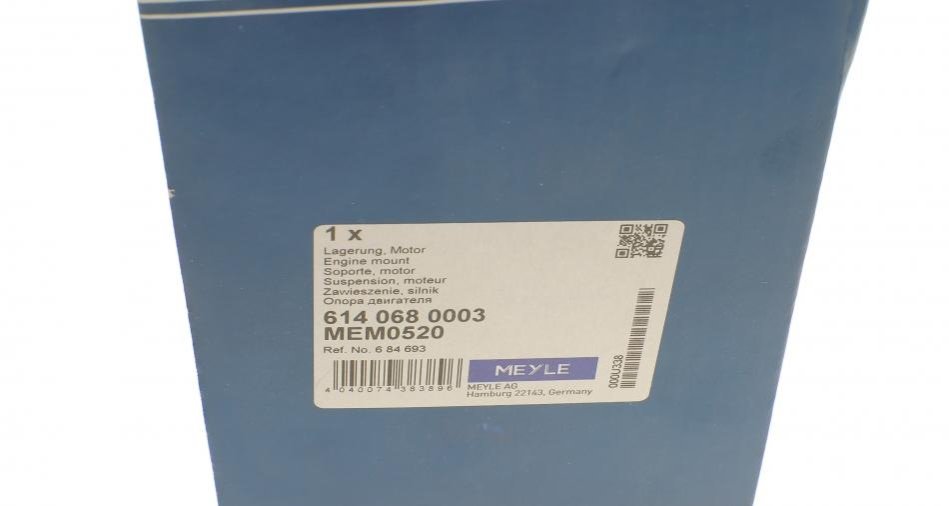 1 x
Lagerung, Motor
Engine mount
Soporte, motor
Suspension, moteur
Zawieszenie, silnik
Опора двигателя
614 068 0003
MEM0520
Ref. No. 6 84 693
4 040074 383896
MEYLE
MEYLE AG
Hamburg 22143, Germany
000U338